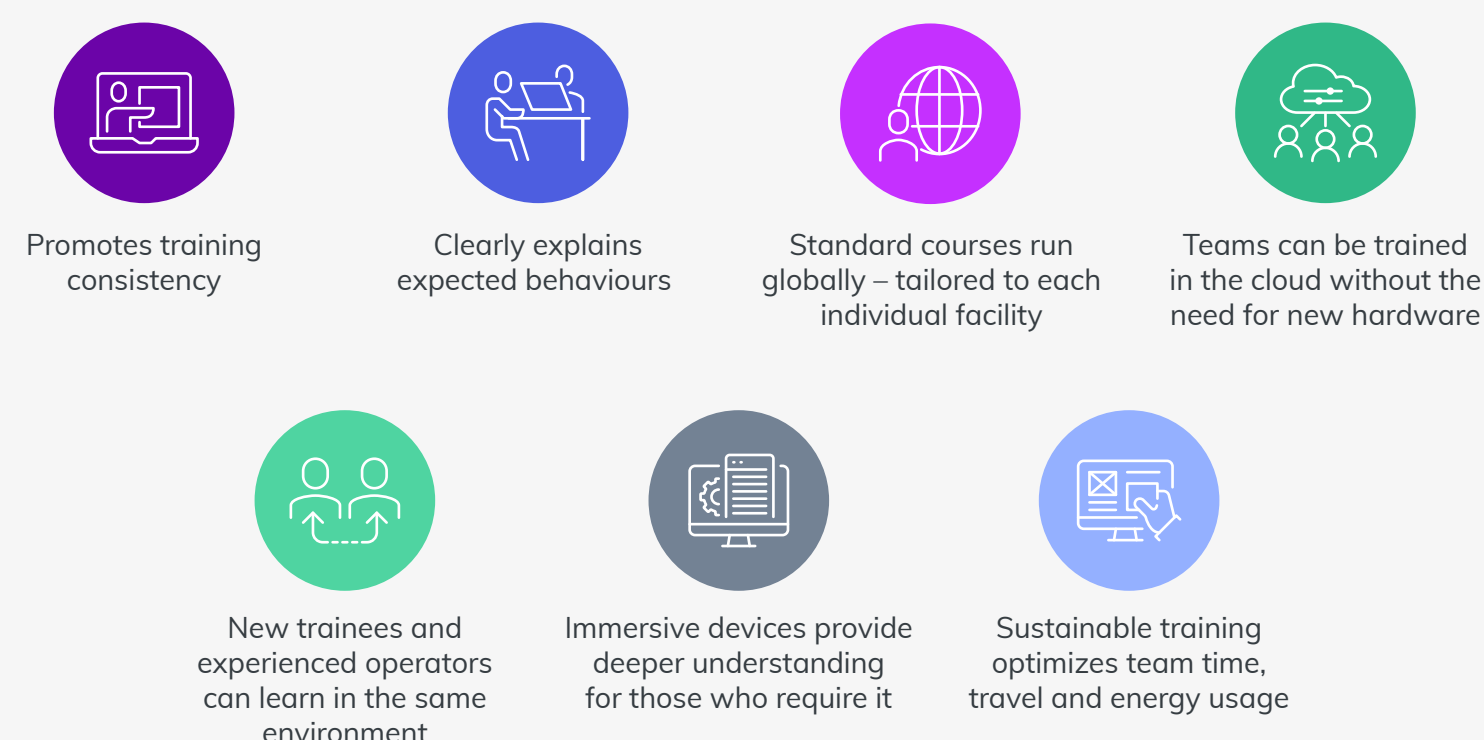 Promotes training
consistency
Clearly explains
expected behaviours
Standard courses run
globally – tailored to each
individual facility
Teams can be trained
in the cloud without the
need for new hardware
New trainees and
experienced operators
can learn in the same
environment
Immersive devices provide
deeper understanding
for those who require it
Sustainable training
optimizes team time,
travel and energy usage